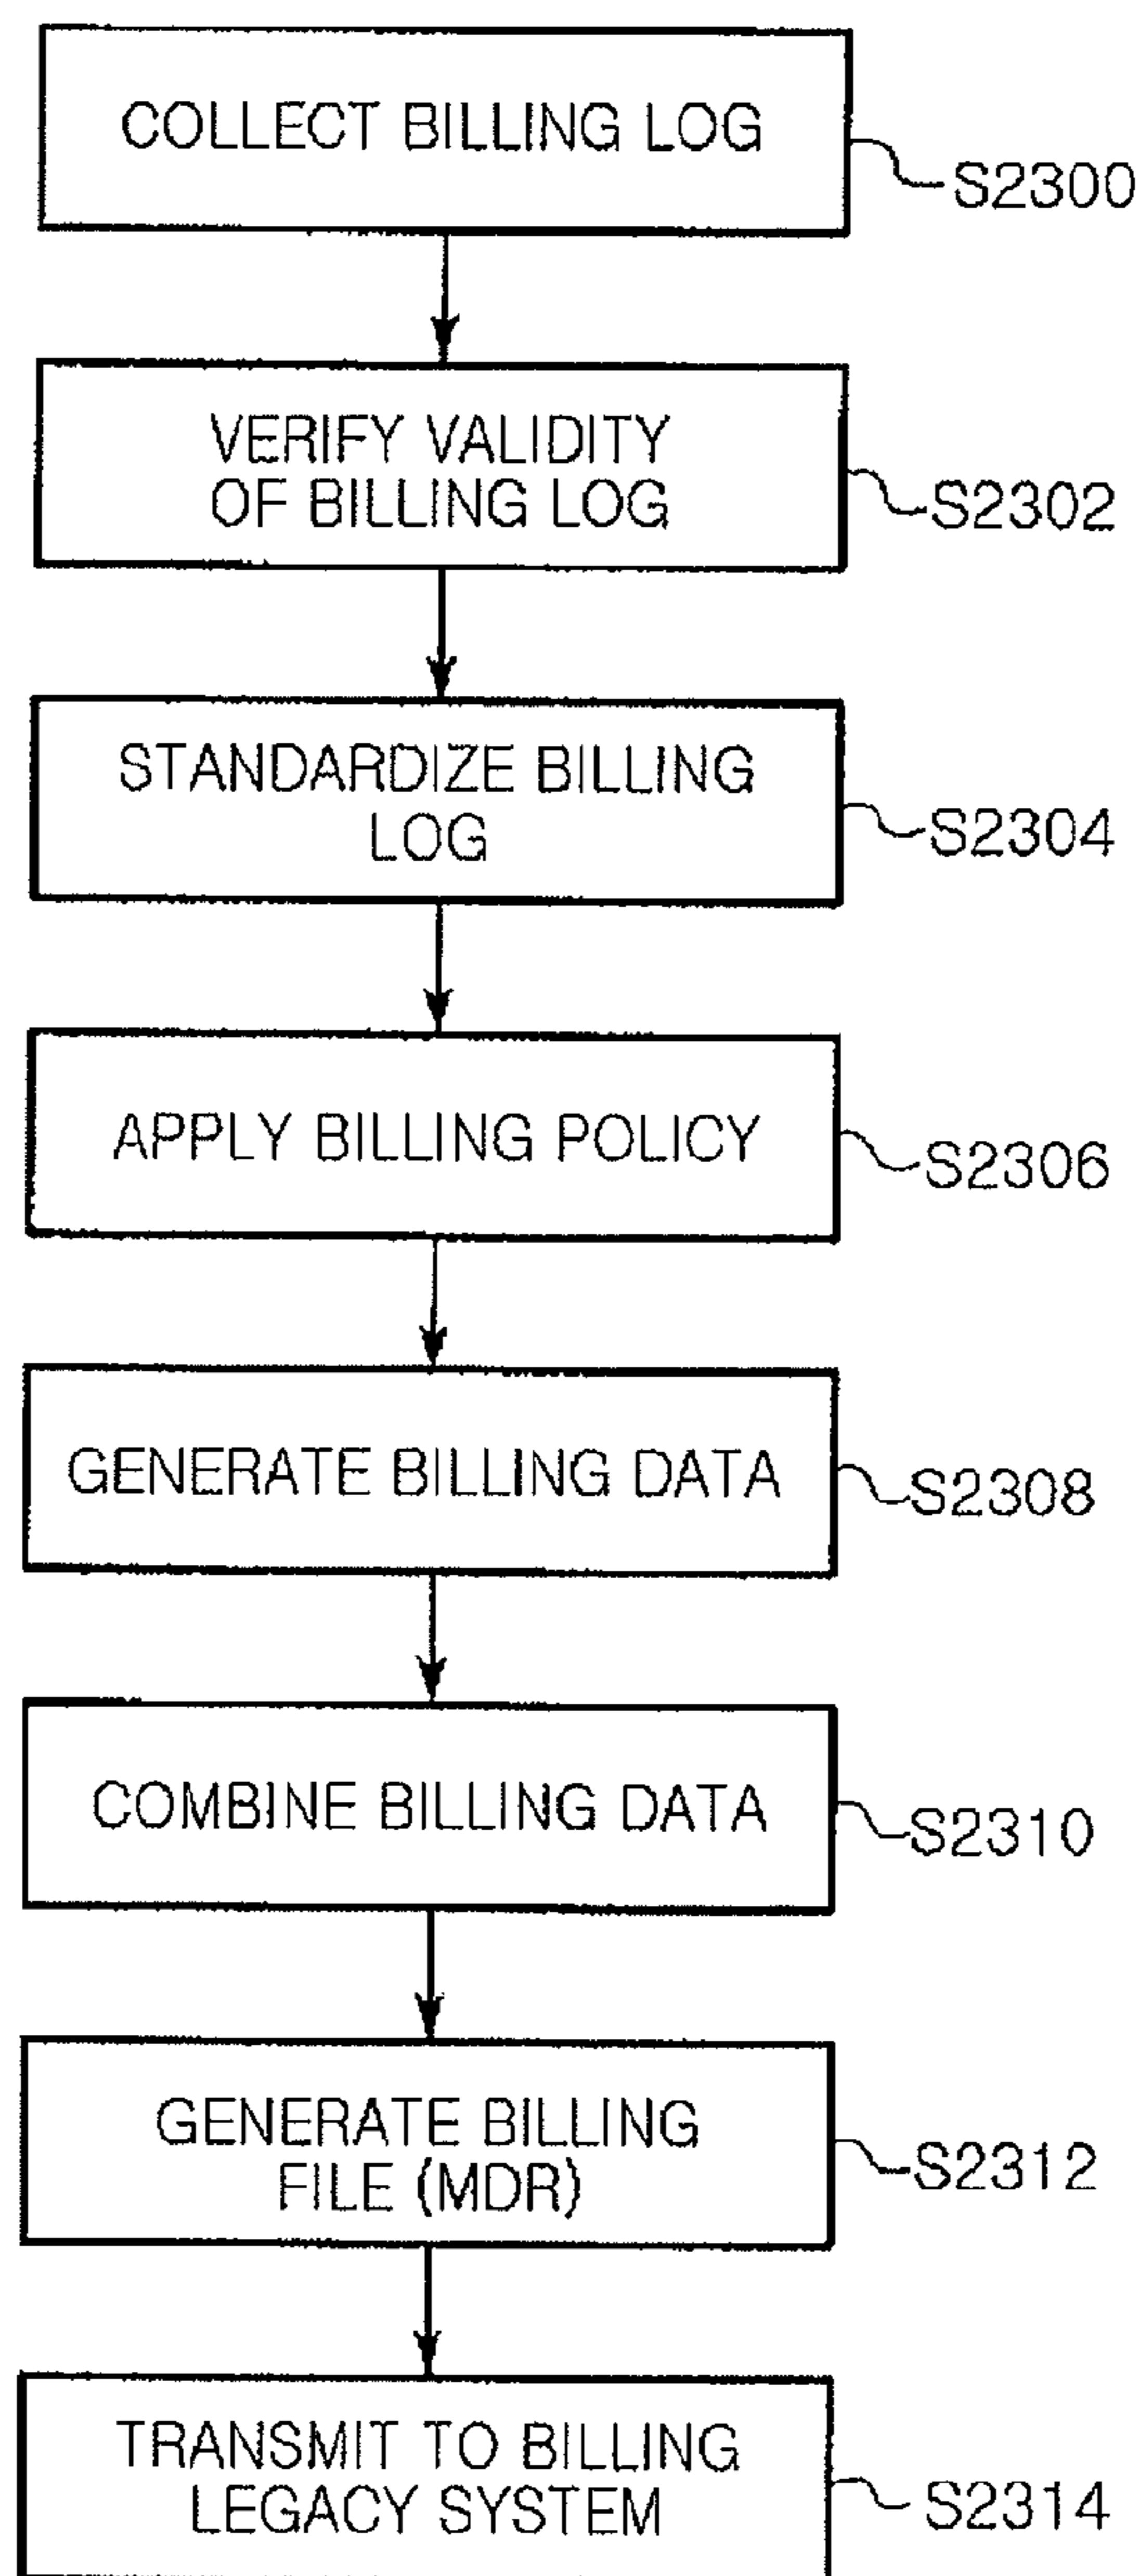 COLLECT BILLING LOG
S2300
VERIFY VALIDITY
OF BILLING LOG
S2302
STANDARDIZE BILLING
LOG
S2304
APPLY BILLING POLICY
S2306
GENERATE BILLING DATA
S2308
COMBINE BILLING DATA
S2310
GENERATE BILLING
FILE (MDR)
S2312
TRANSMIT TO BILLING
LEGACY SYSTEM
S2314